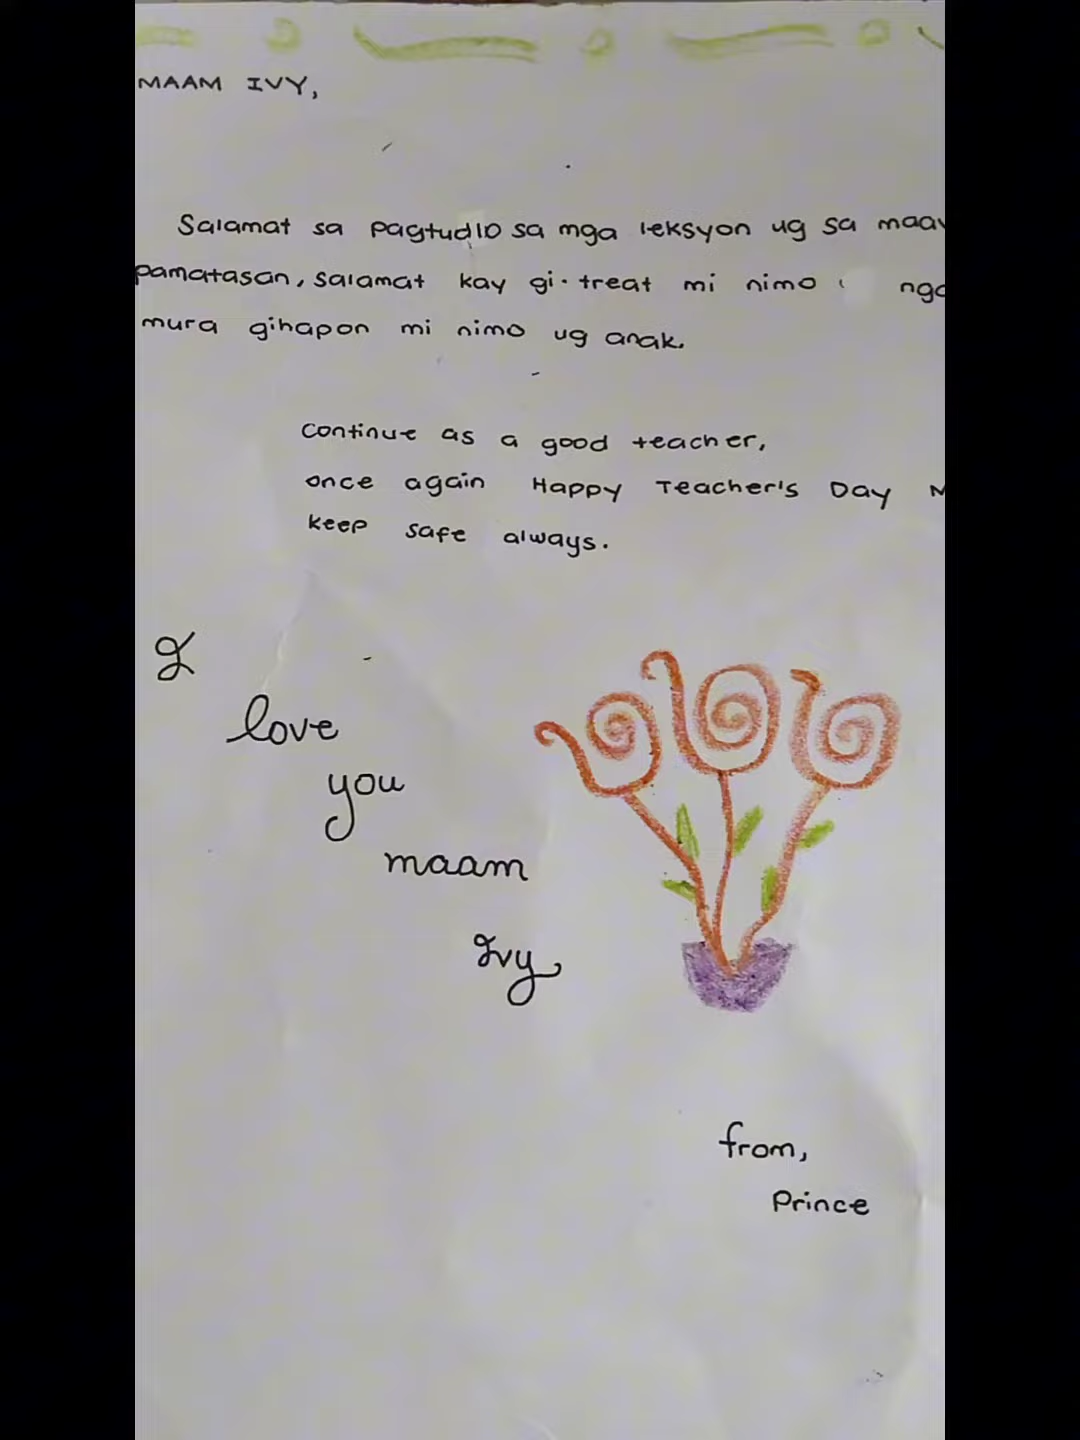 MAAM IVY,
Salamat sa pagtudlo sa mga leksyon ug sa
pamatasan, salamat kay gi-treat mi nimo
mura gihapon mi nimo ug anak.
Continue as a good teacher,
once again Happy Teacher's Day
keep safe always.
I
love
you
maam
Ivy
from,
Prince